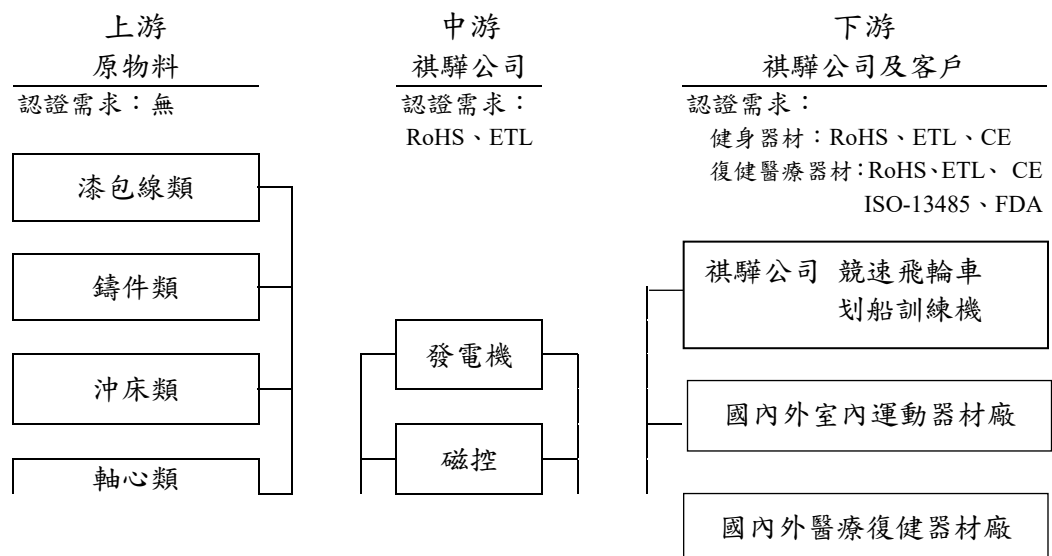 上游
原物料
認證需求：無
漆包線類
鑄件類
沖床類
軸心類
中游
祺驊公司
認證需求：
RoHS、ETL
發電機
磁控
下游
祺驊公司及客戶
認證需求：
健身器材：RoHS、ETL、CE
復健醫療器材：RoHS、ETL、 CE
ISO-13485、FDA
祺驊公司 競速飛輪車
划船訓練機
國內外室內運動器材廠
國內外醫療復健器材廠